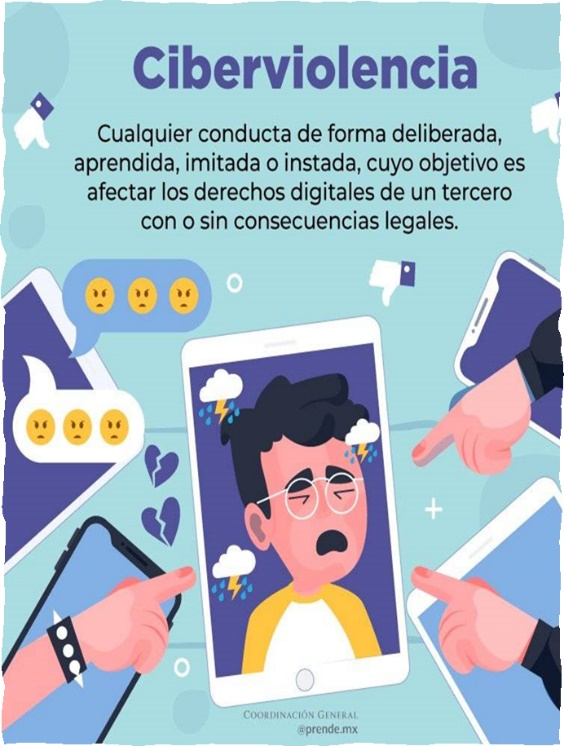 Ciberviolencia
Cualquier conducta de forma deliberada,
aprendida, imitada o instada, cuyo objetivo es
afectar los derechos digitales de un tercero
con o sin consecuencias legales.
COORDINACIÓN GENERAL
@prende.mx